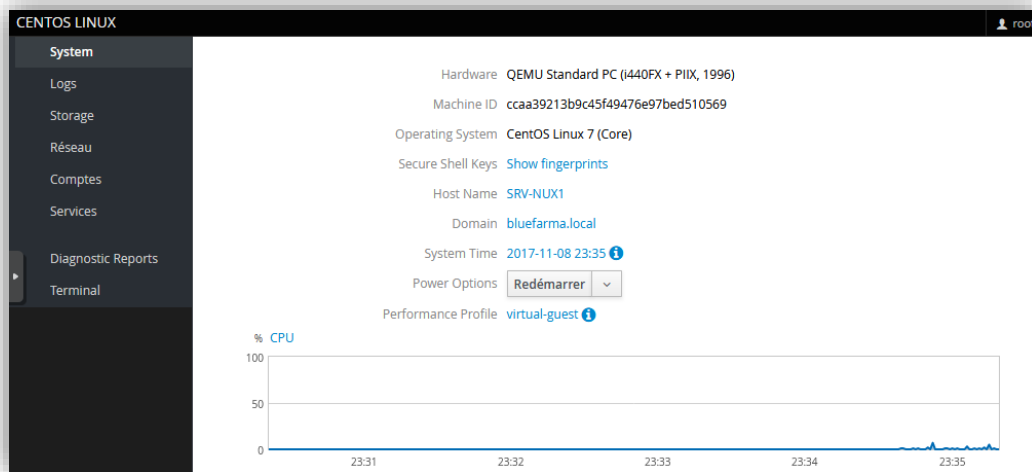 CENTOS LINUX
root
System
Logs
Storage
Réseau
Comptes
Services
Diagnostic Reports
Terminal
Hardware QEMU Standard PC (i440FX + PIIX, 1996)
Machine ID ccaa39213b9c45f49476e97bed510569
Operating System CentOS Linux 7 (Core)
Secure Shell Keys Show fingerprints
Host Name SRV-NUX1
Domain bluefarma.local
System Time 2017-11-08 23:35
Power Options Redémarrer
Performance Profile virtual-guest
% CPU
100
50
0
23:31 23:32 23:33 23:34 23:35